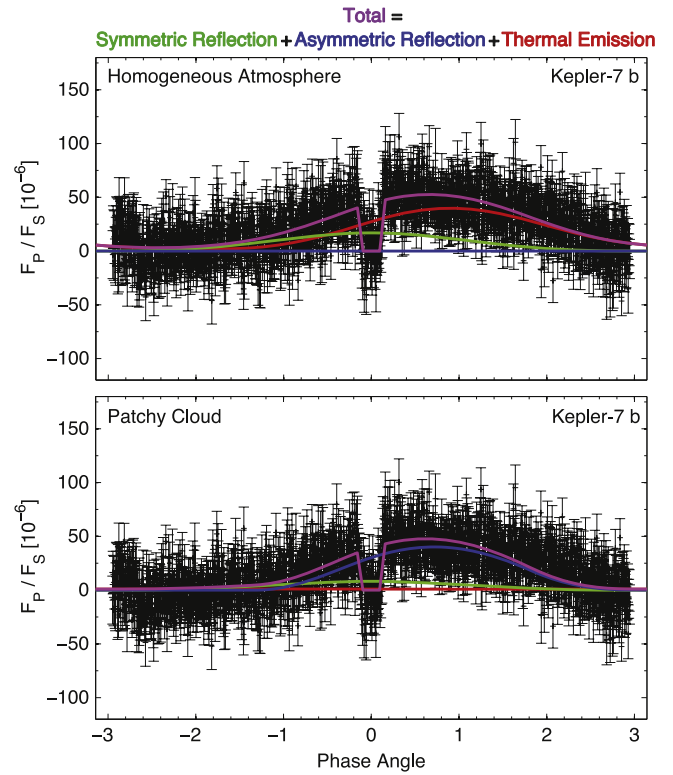 Total =
Symmetric Reflection + Asymmetric Reflection + Thermal Emission
Homogeneous Atmosphere Kepler-7 b
150
100
50
0
−50
−100
F_P / F_S [10^-6]
Patchy Cloud Kepler-7 b
150
100
50
0
−50
−100
F_P / F_S [10^-6]
−3 −2 −1 0 1 2 3
Phase Angle